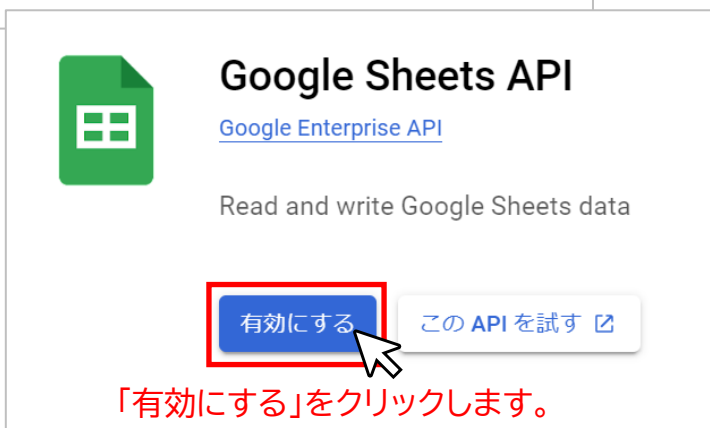 Google Sheets API
Google Enterprise API
Read and write Google Sheets data
有効にする
この API を試す
「有効にする」をクリックします。